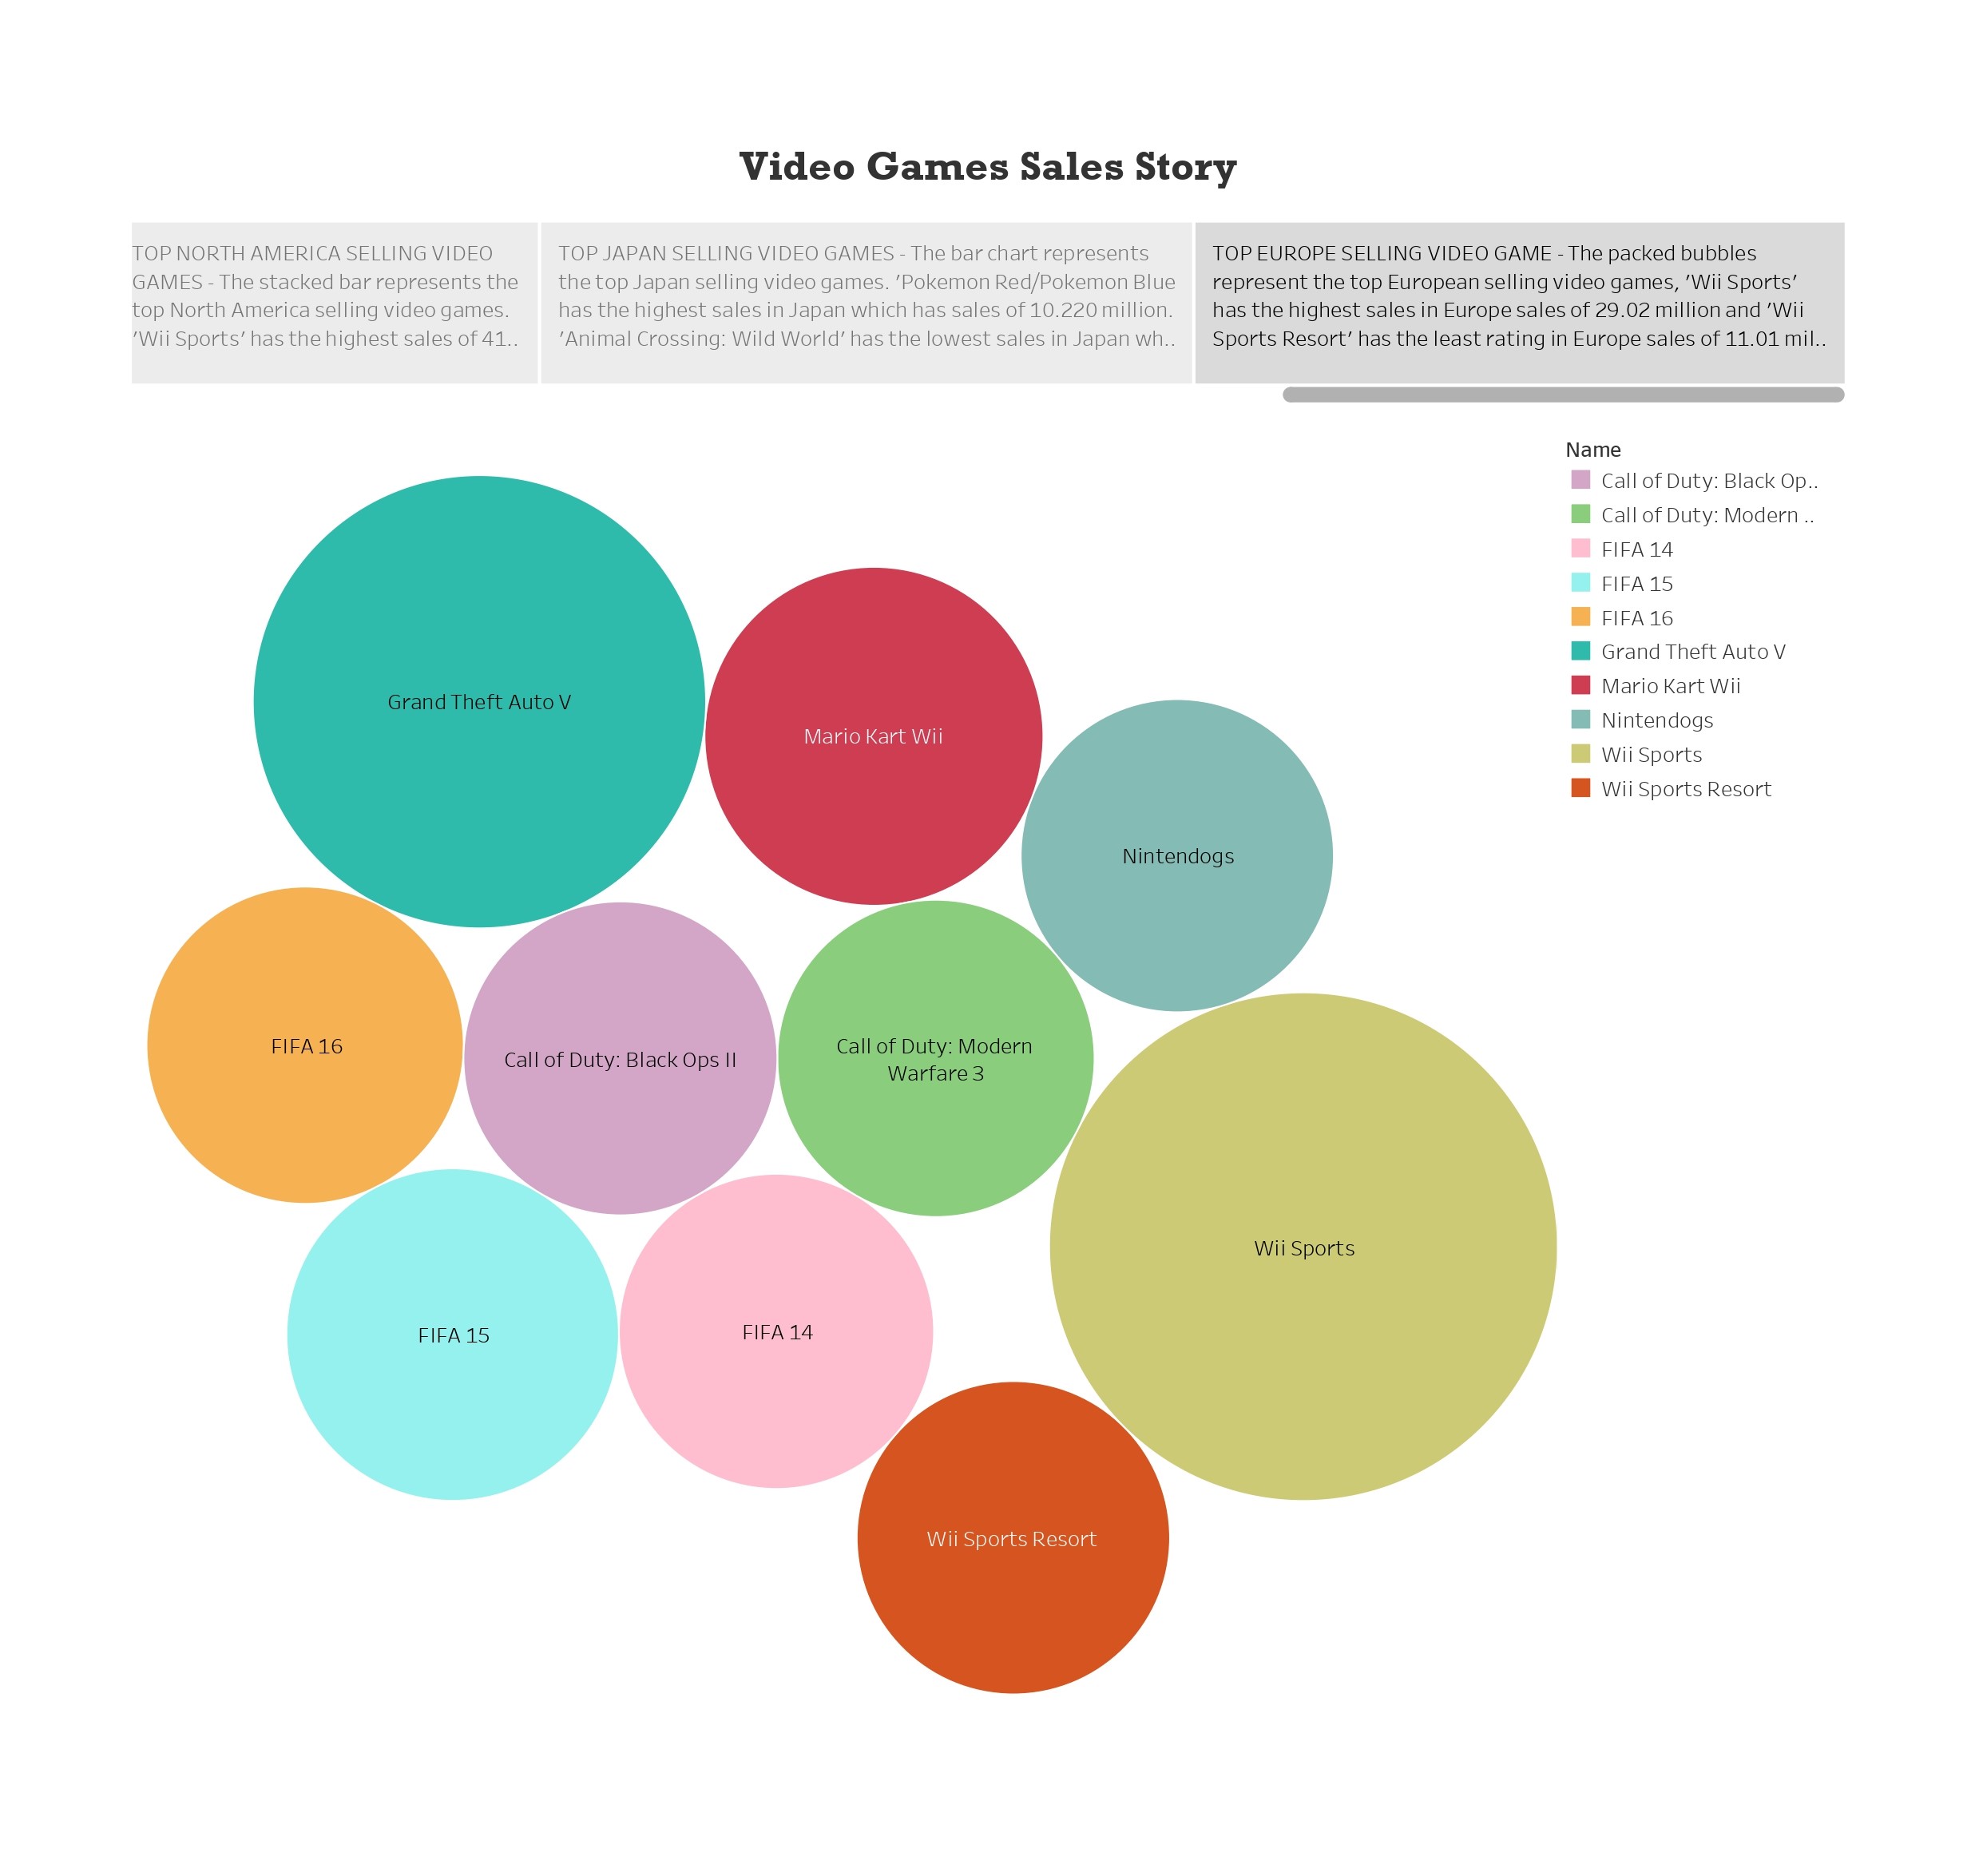 Video Games Sales Story
TOP NORTH AMERICA SELLING VIDEO
GAMES - The stacked bar represents the
top North America selling video games.
'Wii Sports' has the highest sales of 41..
TOP JAPAN SELLING VIDEO GAMES - The bar chart represents
the top Japan selling video games. 'Pokemon Red/Pokemon Blue
has the highest sales in Japan which has sales of 10.220 million.
'Animal Crossing: Wild World' has the lowest sales in Japan wh..
TOP EUROPE SELLING VIDEO GAME - The packed bubbles
represent the top European selling video games, 'Wii Sports'
has the highest sales in Europe sales of 29.02 million and 'Wii
Sports Resort' has the least rating in Europe sales of 11.01 mil..
Name
Call of Duty: Black Op..
Call of Duty: Modern ..
FIFA 14
FIFA 15
FIFA 16
Grand Theft Auto V
Mario Kart Wii
Nintendogs
Wii Sports
Wii Sports Resort
Grand Theft Auto V
Mario Kart Wii
Nintendogs
FIFA 16
Call of Duty: Black Ops II
Call of Duty: Modern
Warfare 3
Wii Sports
FIFA 15
FIFA 14
Wii Sports Resort